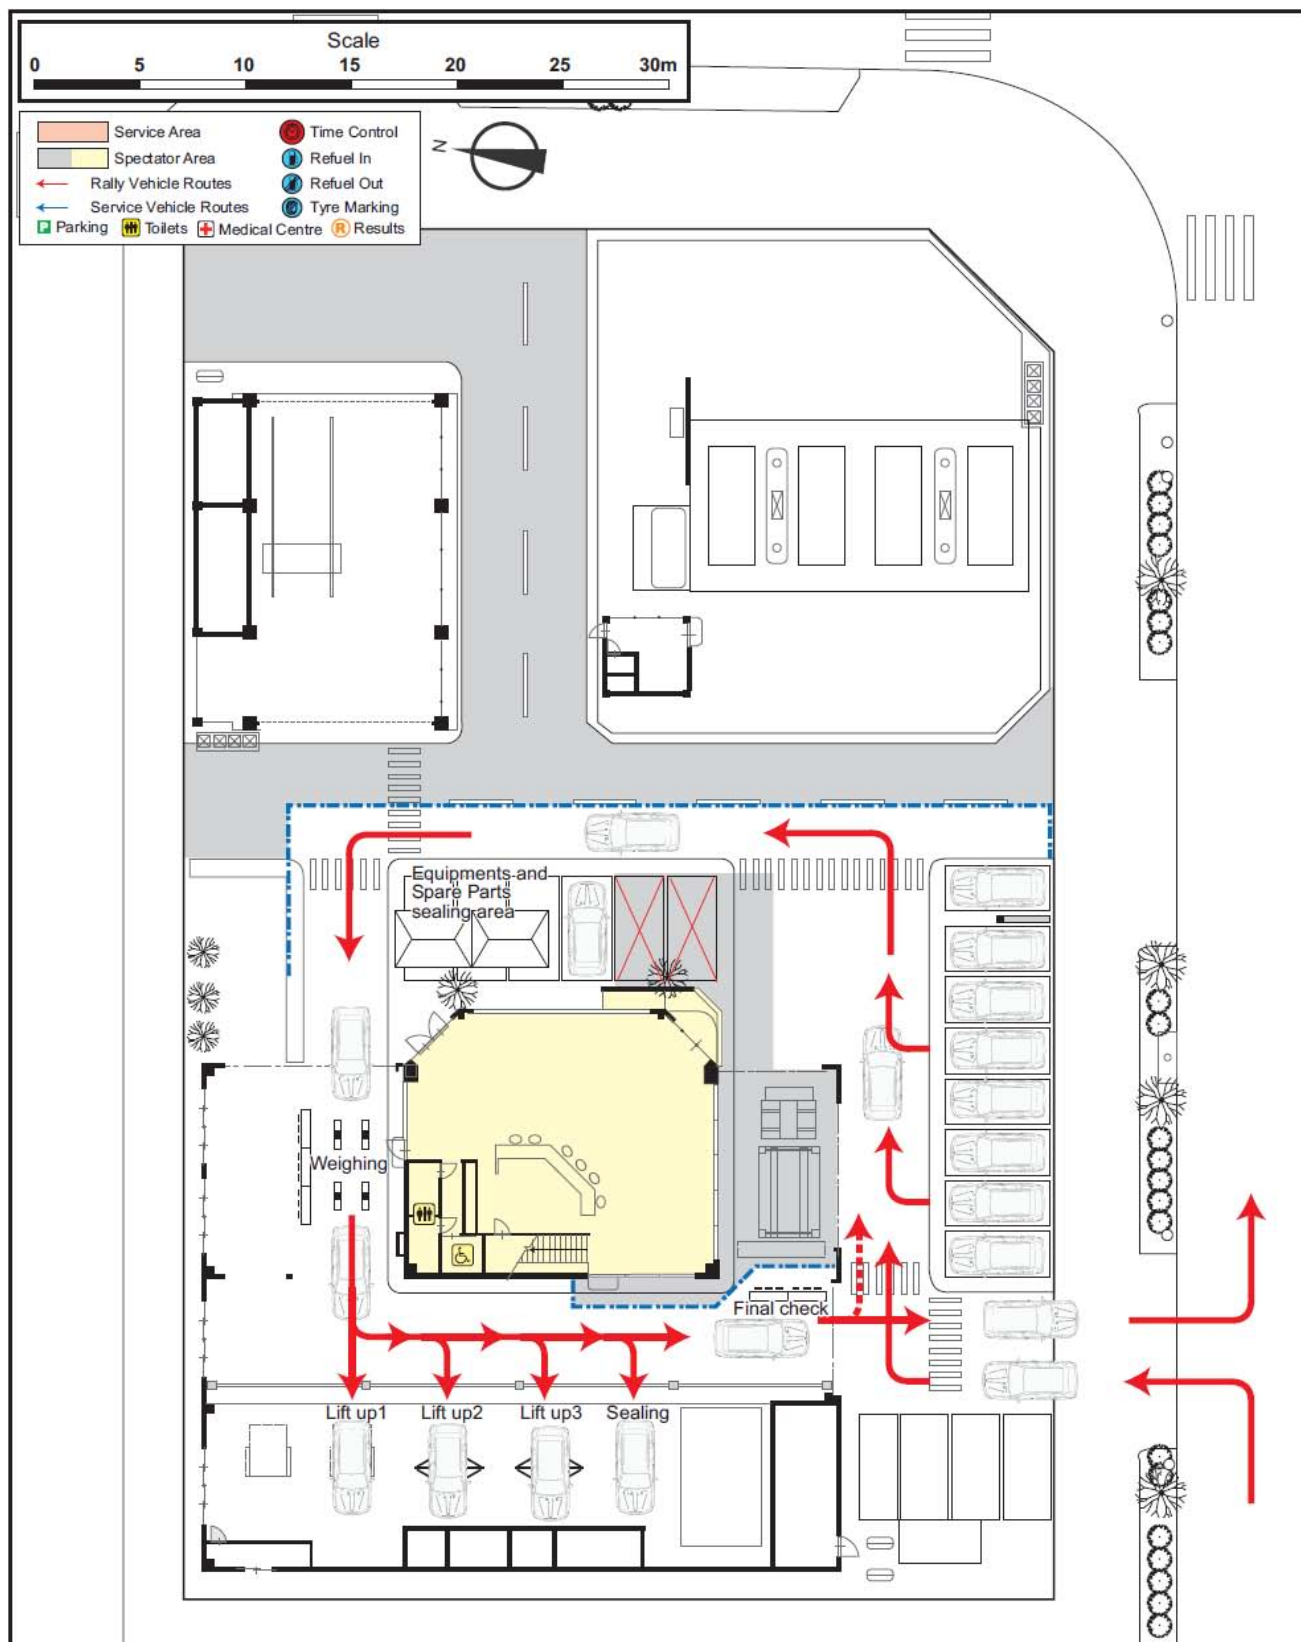 Scale
0 5 10 15 20 25 30m
Service Area
Time Control
Spectator Area
Refuel In
Rally Vehicle Routes
Refuel Out
Service Vehicle Routes
Tyre Marking
P Parking
Toilets
Medical Centre
R Results
N
Equipments and
Spare Parts
sealing area
Weighing
Final check
Lift up1
Lift up2
Lift up3
Sealing